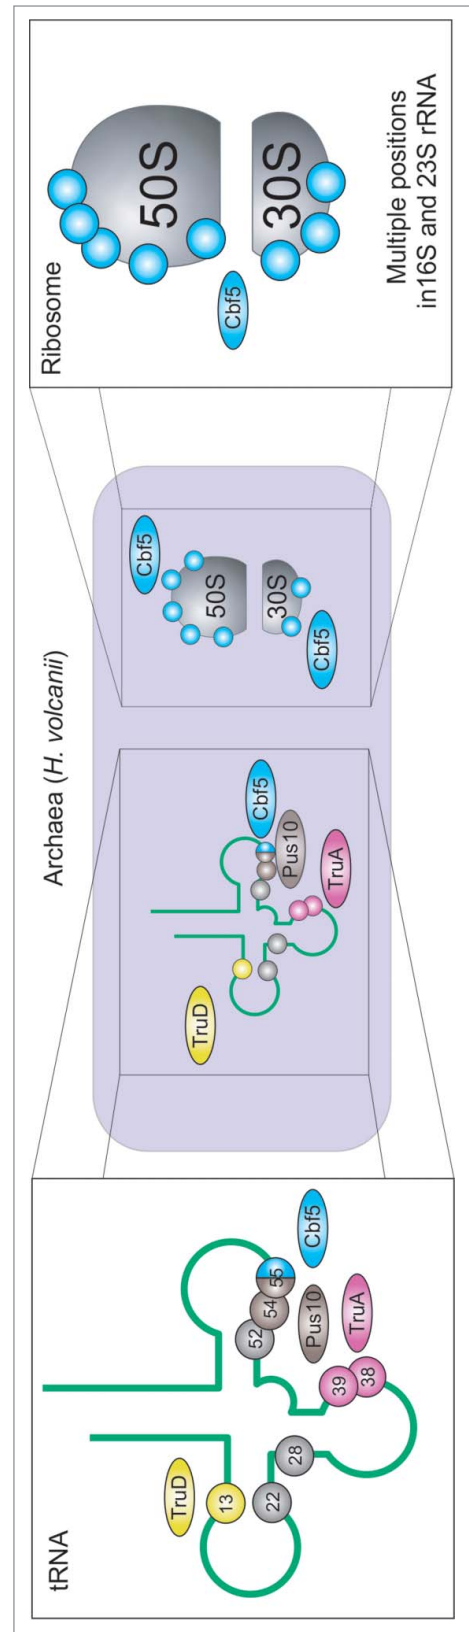 Archaea (H. volcanii)
tRNA
TruD
13
22
28
39
38
52
54
55
Pus10
Cbf5
TruA
TruD
Cbf5
Pus10
TruA
Cbf5
50S
30S
Cbf5
Ribosome
50S
30S
Cbf5
Multiple positions
in16S and 23S rRNA